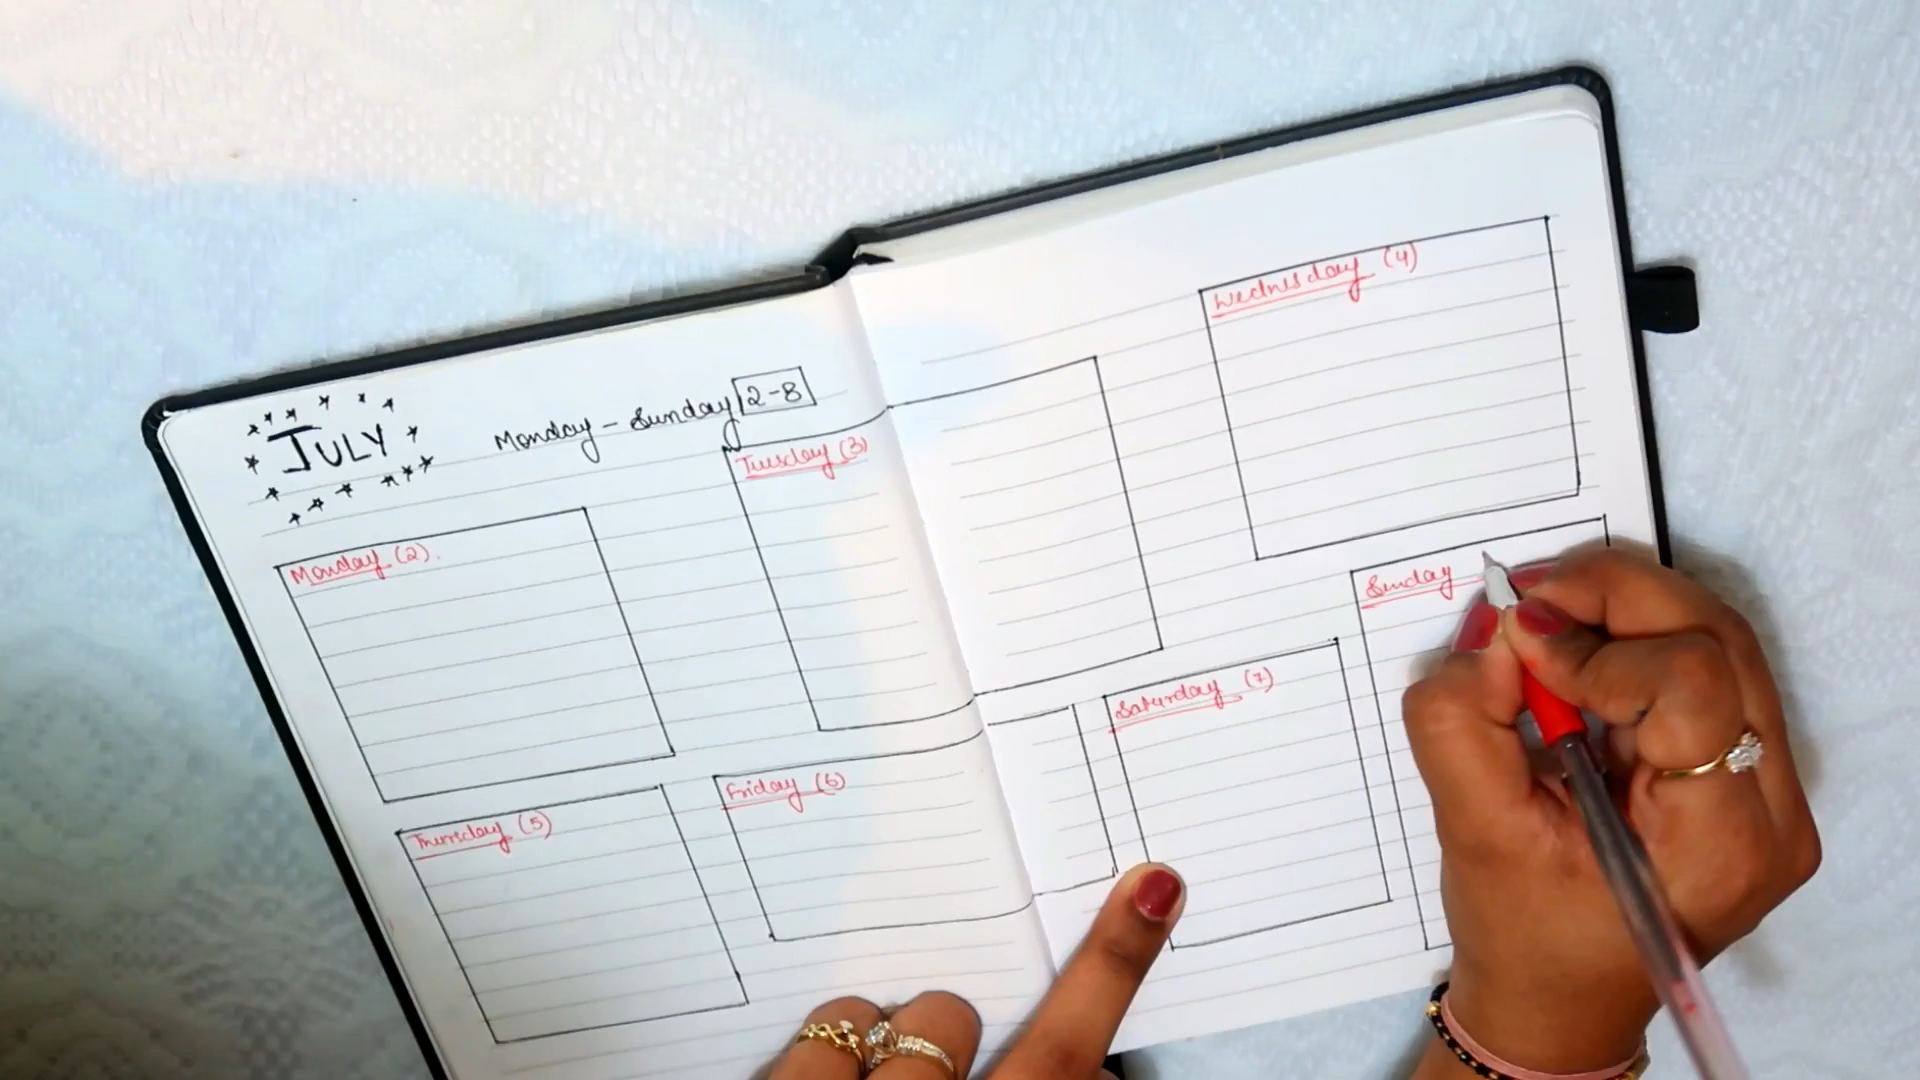 JULY
Monday - Sunday 2-8
Monday (2).
Tuesday (3)
Wednesday (4)
Thursday (5)
Friday (6)
Saturday (7)
Sunday